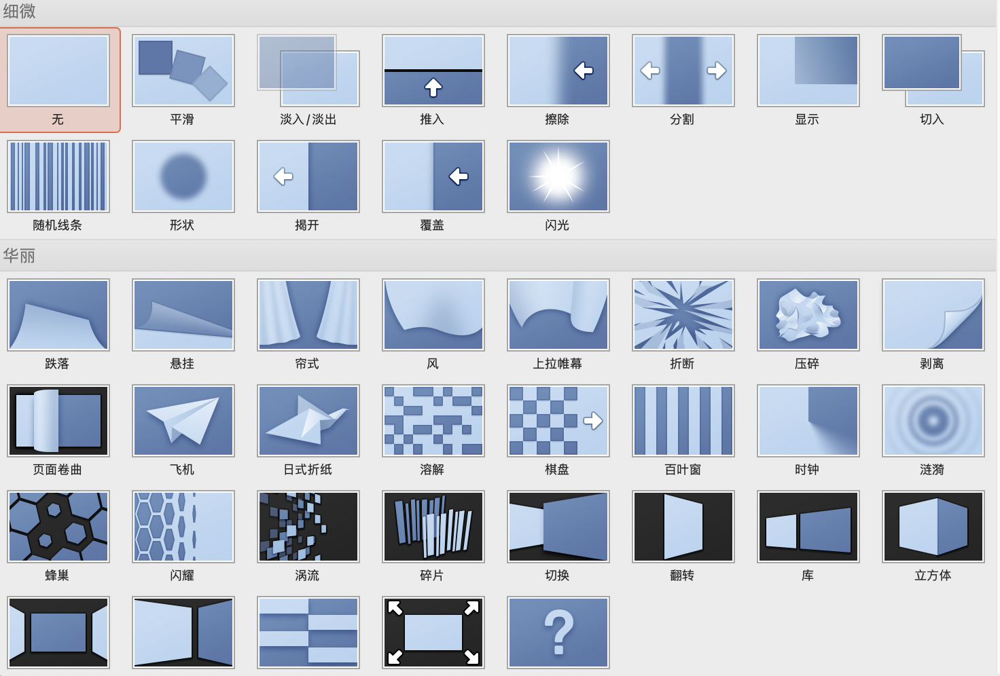 细微
无 平滑 淡入/淡出 推入 擦除 分割 显示 切入
随机线条 形状 揭开 覆盖 闪光
华丽
跌落 悬挂 帘式 风 上拉帷幕 折断 压碎 剥离
页面卷曲 飞机 日式折纸 溶解 棋盘 百叶窗 时钟 涟漪
蜂巢 闪耀 涡流 碎片 切换 翻转 库 立方体
?